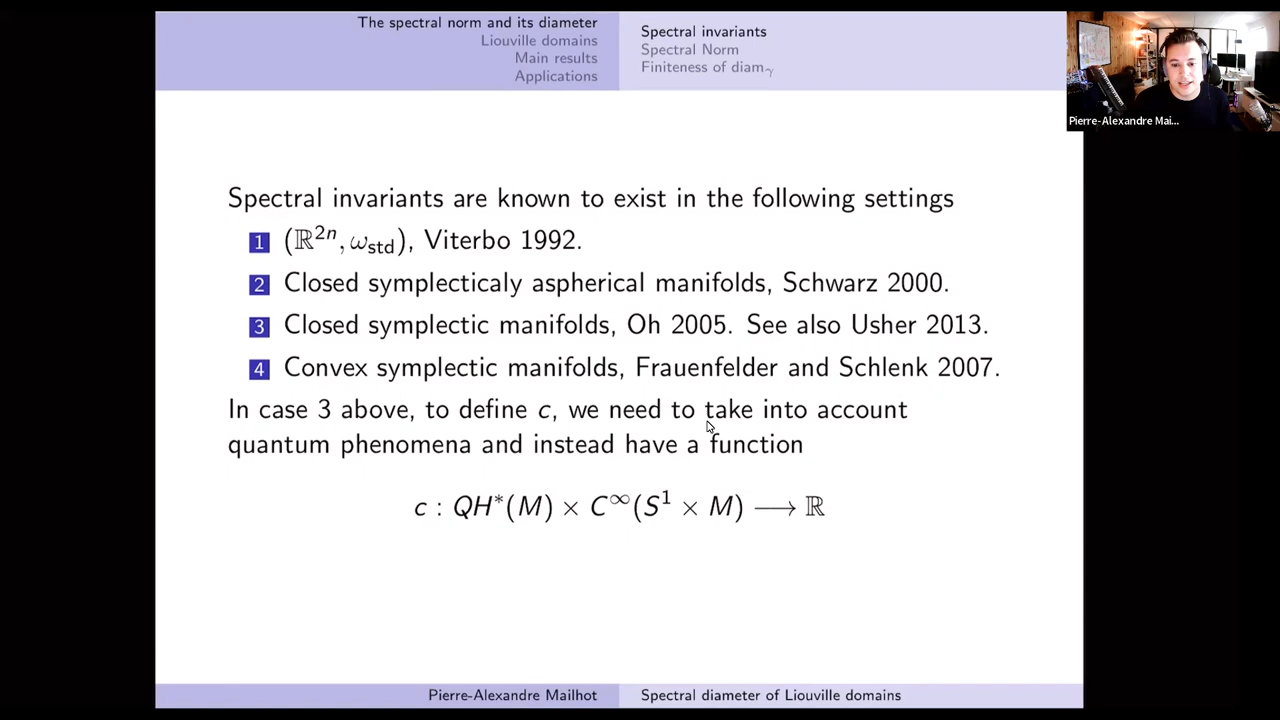 The spectral norm and its diameter
Liouville domains
Main results
Applications
Spectral invariants
Spectral Norm
Finiteness of diamᵧ
Pierre-Alexandre Mai...
Spectral invariants are known to exist in the following settings
1 (ℝ²ⁿ, ω_std), Viterbo 1992.
2 Closed symplecticaly aspherical manifolds, Schwarz 2000.
3 Closed symplectic manifolds, Oh 2005. See also Usher 2013.
4 Convex symplectic manifolds, Frauenfelder and Schlenk 2007.
In case 3 above, to define c, we need to take into account
quantum phenomena and instead have a function
c : QH*(M) × C^∞(S¹ × M) ⟶ ℝ
Pierre-Alexandre Mailhot
Spectral diameter of Liouville domains